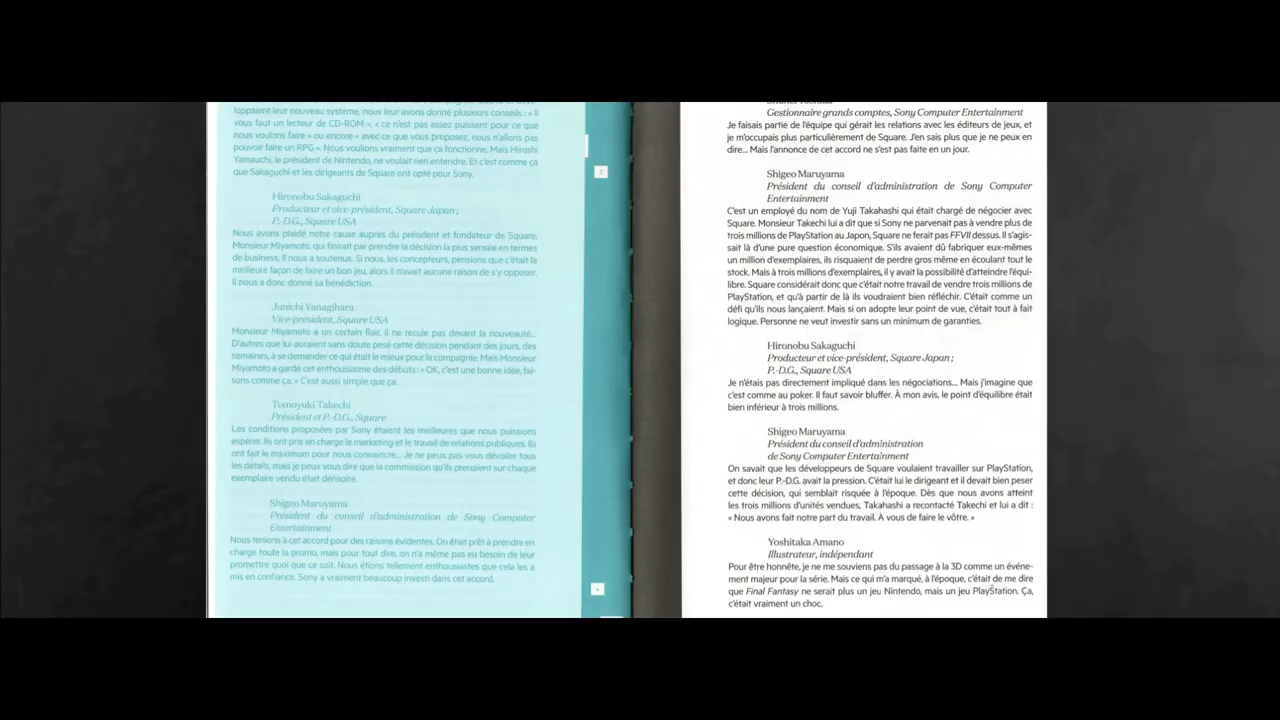 loppaient leur nouveau système, nous leur avons donné plusieurs conseils : « Il
vous faut un lecteur de CD-ROM », « ce n'est pas assez puissant pour ce que
nous voulons faire » ou encore « avec ce que vous proposez, nous n'allons pas
pouvoir faire un RPG ». Nous voulions vraiment que ça fonctionne. Mais Hiroshi
Yamauchi, le président de Nintendo, ne voulait rien entendre. Et c'est comme ça
que Sakaguchi et les dirigeants de Square ont opté pour Sony.
Hironobu Sakaguchi
Producteur et vice-président, Square Japan ;
P.-D.G., Square USA
Nous avons plaidé notre cause auprès du président et fondateur de Square,
Monsieur Miyamoto, qui finirait par prendre la décision la plus sensée en termes
de business. Il nous a soutenus. Si nous, les concepteurs, pensions que c'était la
meilleure façon de faire un bon jeu, alors il n'avait aucune raison de s'y opposer.
Il nous a donc donné sa bénédiction.
Junichi Yanagihara
Vice-président, Square USA
Monsieur Miyamoto a un certain flair, il ne recule pas devant la nouveauté...
D'autres que lui auraient sans doute pesé cette décision pendant des jours, des
semaines, à se demander ce qui était le mieux pour la compagnie. Mais Monsieur
Miyamoto a gardé cet enthousiasme des débuts : « OK, c'est une bonne idée, fai-
sons comme ça. » C'est aussi simple que ça.
Tomoyuki Takechi
Président et P.-D.G., Square
Les conditions proposées par Sony étaient les meilleures que nous puissions
espérer. Ils ont pris en charge le marketing et le travail de relations publiques. Ils
ont fait le maximum pour nous convaincre... Je ne peux pas vous dévoiler tous
les détails, mais je peux vous dire que la commission qu'ils prenaient sur chaque
exemplaire vendu était dérisoire.
Shigeo Maruyama
Président du conseil d'administration de Sony Computer
Entertainment
Nous tenions à cet accord pour des raisons évidentes. On était prêt à prendre en
charge toute la promo, mais pour tout dire, on n'a même pas eu besoin de leur
promettre quoi que ce soit. Nous étions tellement enthousiastes que cela les a
mis en confiance. Sony a vraiment beaucoup investi dans cet accord.
Gestionnaire grands comptes, Sony Computer Entertainment
Je faisais partie de l'équipe qui gérait les relations avec les éditeurs de jeux, et
je m'occupais plus particulièrement de Square. J'en sais plus que je ne peux en
dire... Mais l'annonce de cet accord ne s'est pas faite en un jour.
Shigeo Maruyama
Président du conseil d'administration de Sony Computer
Entertainment
C'est un employé du nom de Yuji Takahashi qui était chargé de négocier avec
Square. Monsieur Takechi lui a dit que si Sony ne parvenait pas à vendre plus de
trois millions de PlayStation au Japon, Square ne ferait pas FFVII dessus. Il s'agis-
sait là d'une pure question économique. S'ils avaient dû fabriquer eux-mêmes
un million d'exemplaires, ils risquaient de perdre gros même en écoulant tout le
stock. Mais à trois millions d'exemplaires, il y avait la possibilité d'atteindre l'équi-
libre. Square considérait donc que c'était notre travail de vendre trois millions de
PlayStation, et qu'à partir de là ils voudraient bien réfléchir. C'était comme un
défi qu'ils nous lançaient. Mais si on adopte leur point de vue, c'était tout à fait
logique. Personne ne veut investir sans un minimum de garanties.
Hironobu Sakaguchi
Producteur et vice-président, Square Japan ;
P.-D.G., Square USA
Je n'étais pas directement impliqué dans les négociations... Mais j'imagine que
c'est comme au poker. Il faut savoir bluffer. À mon avis, le point d'équilibre était
bien inférieur à trois millions.
Shigeo Maruyama
Président du conseil d'administration
de Sony Computer Entertainment
On savait que les développeurs de Square voulaient travailler sur PlayStation,
et donc leur P.-D.G. avait la pression. C'était lui le dirigeant et il devait bien peser
cette décision, qui semblait risquée à l'époque. Dès que nous avons atteint
les trois millions d'unités vendues, Takahashi a recontacté Takechi et lui a dit :
« Nous avons fait notre part du travail. À vous de faire le vôtre. »
Yoshitaka Amano
Illustrateur, indépendant
Pour être honnête, je ne me souviens pas du passage à la 3D comme un événe-
ment majeur pour la série. Mais ce qui m'a marqué, à l'époque, c'était de me dire
que Final Fantasy ne serait plus un jeu Nintendo, mais un jeu PlayStation. Ça,
c'était vraiment un choc.